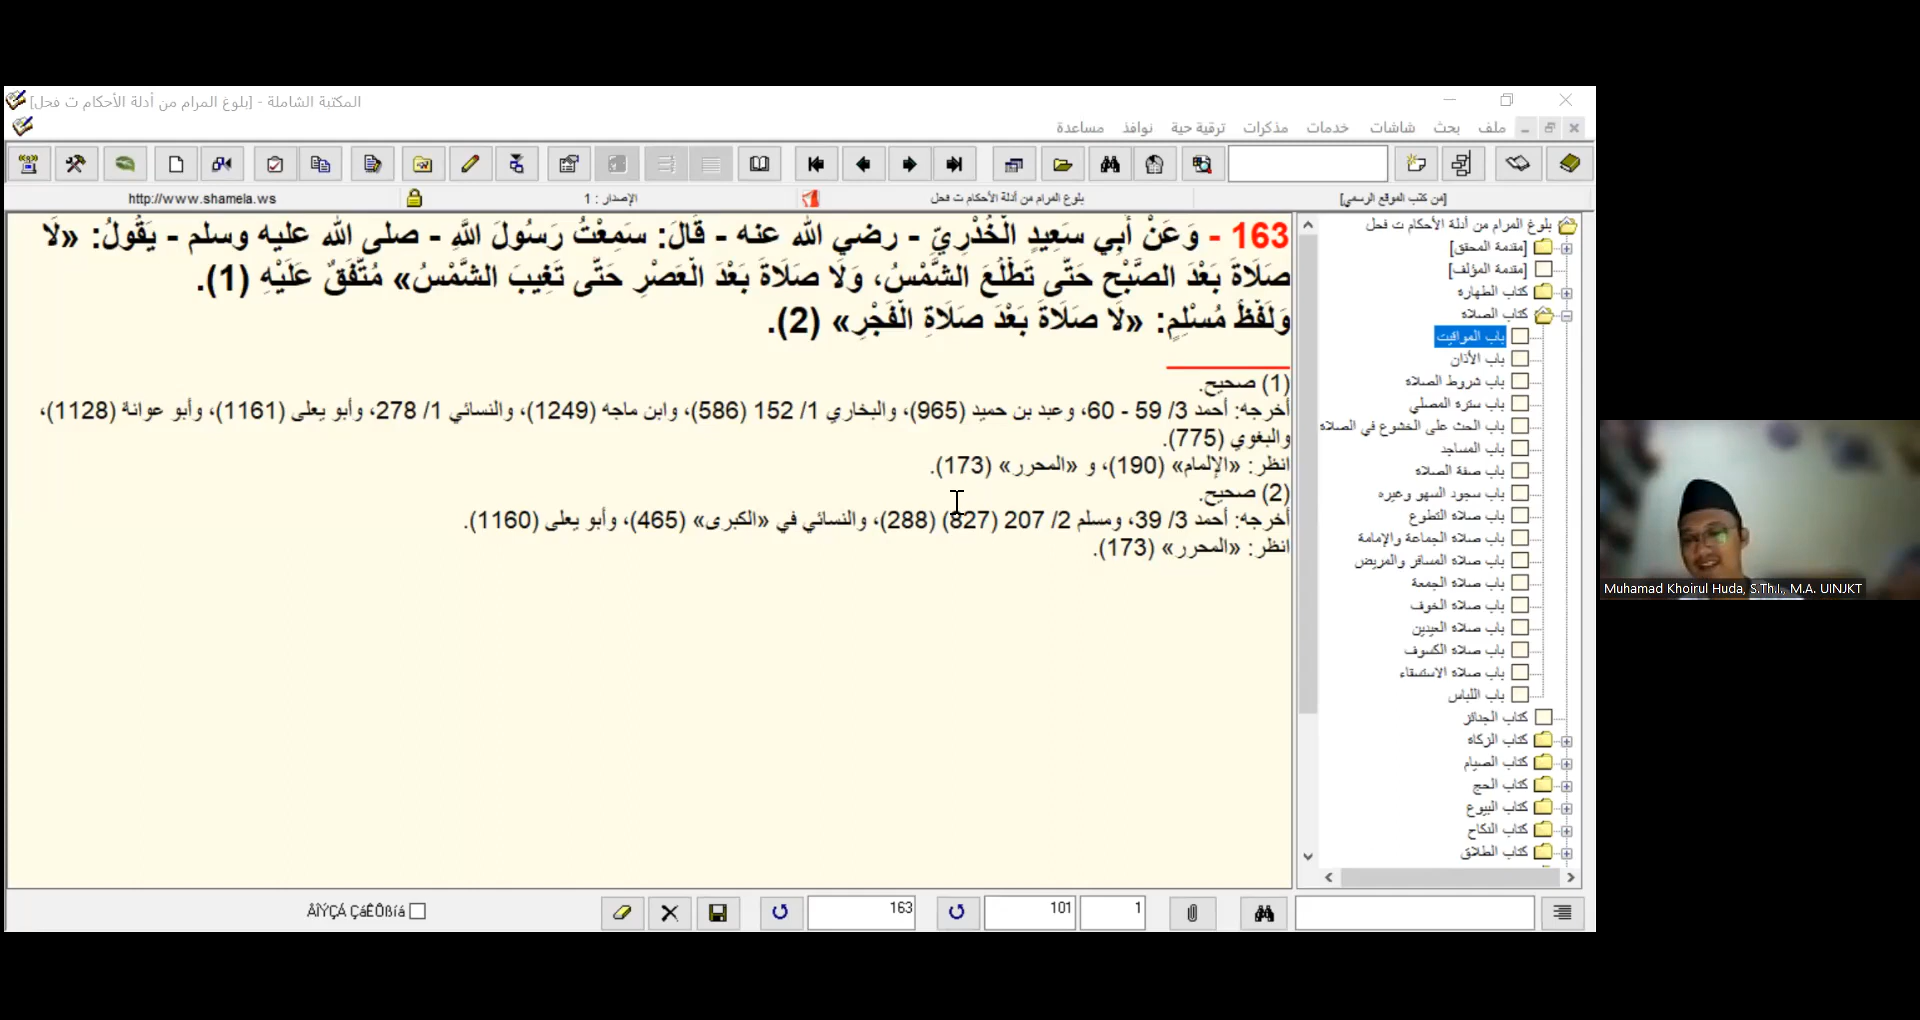 المكتبة الشاملة - [بلوغ المرام من أدلة الأحكام ت فحل]
ملف بحث شاشات خدمات مذكرات ترقية حية نوافذ مساعدة
[من كتب الموقع الرسمي] بلوغ المرام من أدلة الأحكام ت فحل الإصدار : 1 http://www.shamela.ws
163 - وَعَنْ أَبِي سَعِيدٍ الْخُدْرِيِّ - رضي الله عنه - قَالَ: سَمِعْتُ رَسُولَ اللَّهِ - صلى الله عليه وسلم - يَقُولُ: «لَا
صَلَاةَ بَعْدَ الصُّبْحِ حَتَّى تَطْلُعَ الشَّمْسُ، وَلَا صَلَاةَ بَعْدَ الْعَصْرِ حَتَّى تَغِيبَ الشَّمْسُ» مُتَّفَقٌ عَلَيْهِ (1).
وَلَفْظُ مُسْلِمٍ: «لَا صَلَاةَ بَعْدَ صَلَاةِ الْفَجْرِ» (2).
(1) صحيح.
أخرجه: أحمد 3/ 59 - 60، وعبد بن حميد (965)، والبخاري 1/ 152 (586)، وابن ماجه (1249)، والنسائي 1/ 278، وأبو يعلى (1161)، وأبو عوانة (1128)،
والبغوي (775).
انظر: «الإلمام» (190)، و «المحرر» (173).
(2) صحيح.
أخرجه: أحمد 3/ 39، ومسلم 2/ 207 (827) (288)، والنسائي في «الكبرى» (465)، وأبو يعلى (1160).
انظر: «المحرر» (173).
بلوغ المرام من أدلة الأحكام ت فحل
[مقدمة المحقق]
[مقدمة المؤلف]
كتاب الطهارة
كتاب الصلاة
باب المواقيت
باب الأذان
باب شروط الصلاة
باب سترة المصلي
باب الحث على الخشوع في الصلاة
باب المساجد
باب صفة الصلاة
باب سجود السهو وغيره
باب صلاة التطوع
باب صلاة الجماعة والإمامة
باب صلاة المسافر والمريض
باب صلاة الجمعة
باب صلاة الخوف
باب صلاة العيدين
باب صلاة الكسوف
باب صلاة الاستسقاء
باب اللباس
كتاب الجنائز
كتاب الزكاة
كتاب الصيام
كتاب الحج
كتاب البيوع
كتاب النكاح
كتاب الطلاق
Muhamad Khoirul Huda, S.Th.I., M.A. UINJKT
ÅÎÝÇÁ ÇáÊÔßíá 163 101 1